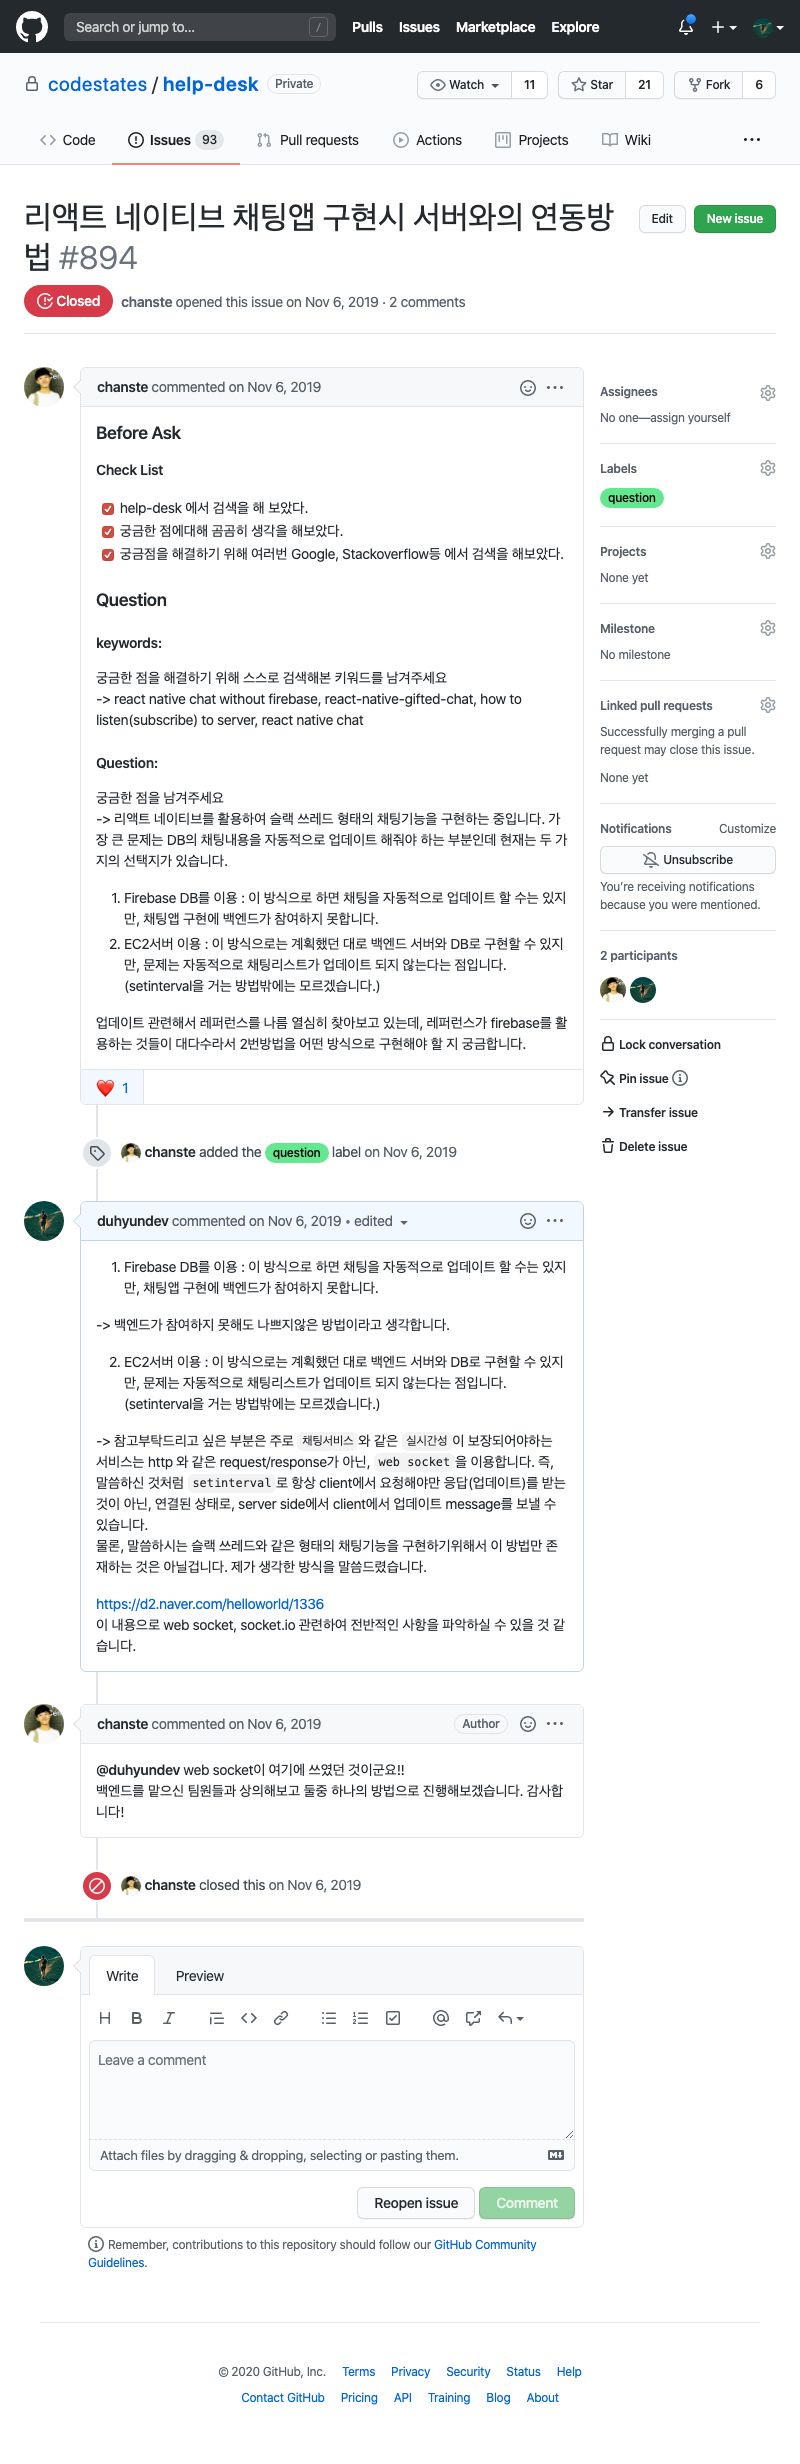 Search or jump to...
/
Pulls
Issues
Marketplace
Explore
codestates / help-desk Private
Watch 11
Star 21
Fork 6
Code
Issues 93
Pull requests
Actions
Projects
Wiki
리액트 네이티브 채팅앱 구현시 서버와의 연동방
법 #894
Edit
New issue
Closed
chanste opened this issue on Nov 6, 2019 · 2 comments
chanste commented on Nov 6, 2019
Before Ask
Check List
help-desk 에서 검색을 해 보았다.
궁금한 점에대해 곰곰히 생각을 해보았다.
궁금점을 해결하기 위해 여러번 Google, Stackoverflow등 에서 검색을 해보았다.
Question
keywords:
궁금한 점을 해결하기 위해 스스로 검색해본 키워드를 남겨주세요
-> react native chat without firebase, react-native-gifted-chat, how to
listen(subscribe) to server, react native chat
Question:
궁금한 점을 남겨주세요
-> 리액트 네이티브를 활용하여 슬랙 쓰레드 형태의 채팅기능을 구현하는 중입니다. 가
장 큰 문제는 DB의 채팅내용을 자동적으로 업데이트 해줘야 하는 부분인데 현재는 두 가
지의 선택지가 있습니다.
1. Firebase DB를 이용 : 이 방식으로 하면 채팅을 자동적으로 업데이트 할 수는 있지
만, 채팅앱 구현에 백엔드가 참여하지 못합니다.
2. EC2서버 이용 : 이 방식으로는 계획했던 대로 백엔드 서버와 DB로 구현할 수 있지
만, 문제는 자동적으로 채팅리스트가 업데이트 되지 않는다는 점입니다.
(setinterval을 거는 방법밖에는 모르겠습니다.)
업데이트 관련해서 레퍼런스를 나름 열심히 찾아보고 있는데, 레퍼런스가 firebase를 활
용하는 것들이 대다수라서 2번방법을 어떤 방식으로 구현해야 할 지 궁금합니다.
❤️ 1
chanste added the question label on Nov 6, 2019
duhyundev commented on Nov 6, 2019 • edited
1. Firebase DB를 이용 : 이 방식으로 하면 채팅을 자동적으로 업데이트 할 수는 있지
만, 채팅앱 구현에 백엔드가 참여하지 못합니다.
-> 백엔드가 참여하지 못해도 나쁘지않은 방법이라고 생각합니다.
2. EC2서버 이용 : 이 방식으로는 계획했던 대로 백엔드 서버와 DB로 구현할 수 있지
만, 문제는 자동적으로 채팅리스트가 업데이트 되지 않는다는 점입니다.
(setinterval을 거는 방법밖에는 모르겠습니다.)
-> 참고부탁드리고 싶은 부분은 주로 채팅서비스 와 같은 실시간성 이 보장되어야하는
서비스는 http 와 같은 request/response가 아닌, web socket 을 이용합니다. 즉,
말씀하신 것처럼 setinterval 로 항상 client에서 요청해야만 응답(업데이트)를 받는
것이 아닌, 연결된 상태로, server side에서 client에서 업데이트 message를 보낼 수
있습니다.
물론, 말씀하시는 슬랙 쓰레드와 같은 형태의 채팅기능을 구현하기위해서 이 방법만 존
재하는 것은 아닐겁니다. 제가 생각한 방식을 말씀드렸습니다.
https://d2.naver.com/helloworld/1336
이 내용으로 web socket, socket.io 관련하여 전반적인 사항을 파악하실 수 있을 것 같
습니다.
chanste commented on Nov 6, 2019
Author
@duhyundev web socket이 여기에 쓰였던 것이군요!!
백엔드를 맡으신 팀원들과 상의해보고 둘중 하나의 방법으로 진행해보겠습니다. 감사합
니다!
chanste closed this on Nov 6, 2019
Write
Preview
Leave a comment
Attach files by dragging & dropping, selecting or pasting them.
Reopen issue
Comment
Remember, contributions to this repository should follow our GitHub Community
Guidelines.
Assignees
No one—assign yourself
Labels
question
Projects
None yet
Milestone
No milestone
Linked pull requests
Successfully merging a pull
request may close this issue.
None yet
Notifications
Customize
Unsubscribe
You're receiving notifications
because you were mentioned.
2 participants
Lock conversation
Pin issue
Transfer issue
Delete issue
© 2020 GitHub, Inc.
Terms
Privacy
Security
Status
Help
Contact GitHub
Pricing
API
Training
Blog
About